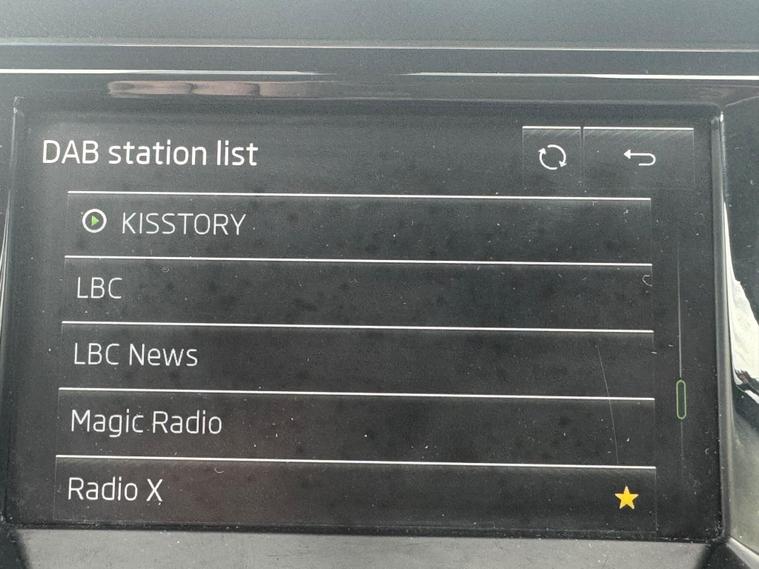 DAB station list
KISSTORY
LBC
LBC News
Magic Radio
Radio X